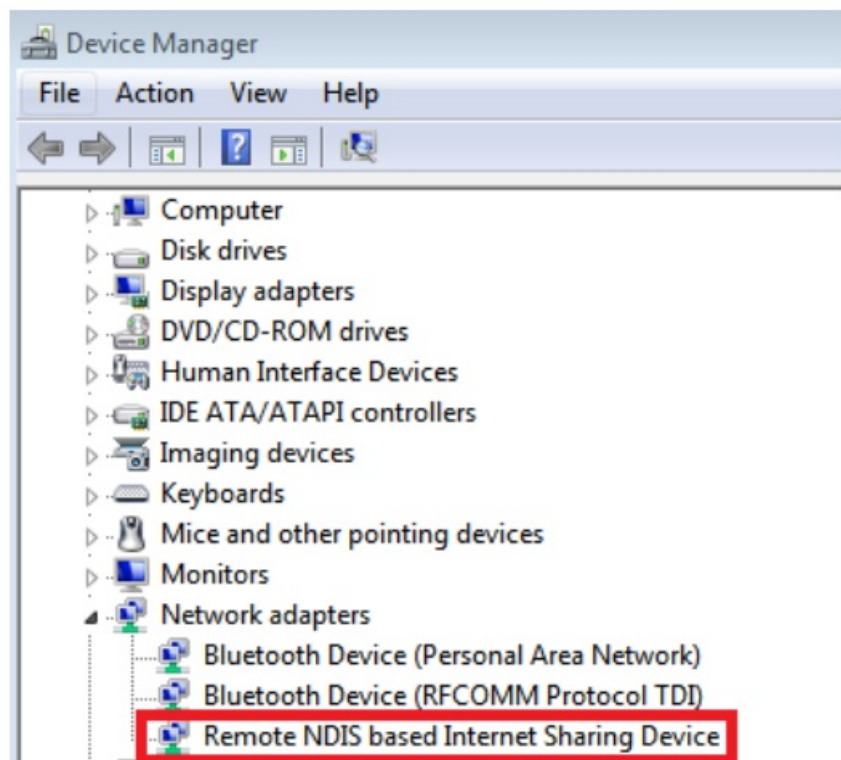 Device Manager
File Action View Help
Computer
Disk drives
Display adapters
DVD/CD-ROM drives
Human Interface Devices
IDE ATA/ATAPI controllers
Imaging devices
Keyboards
Mice and other pointing devices
Monitors
Network adapters
Bluetooth Device (Personal Area Network)
Bluetooth Device (RFCOMM Protocol TDI)
Remote NDIS based Internet Sharing Device